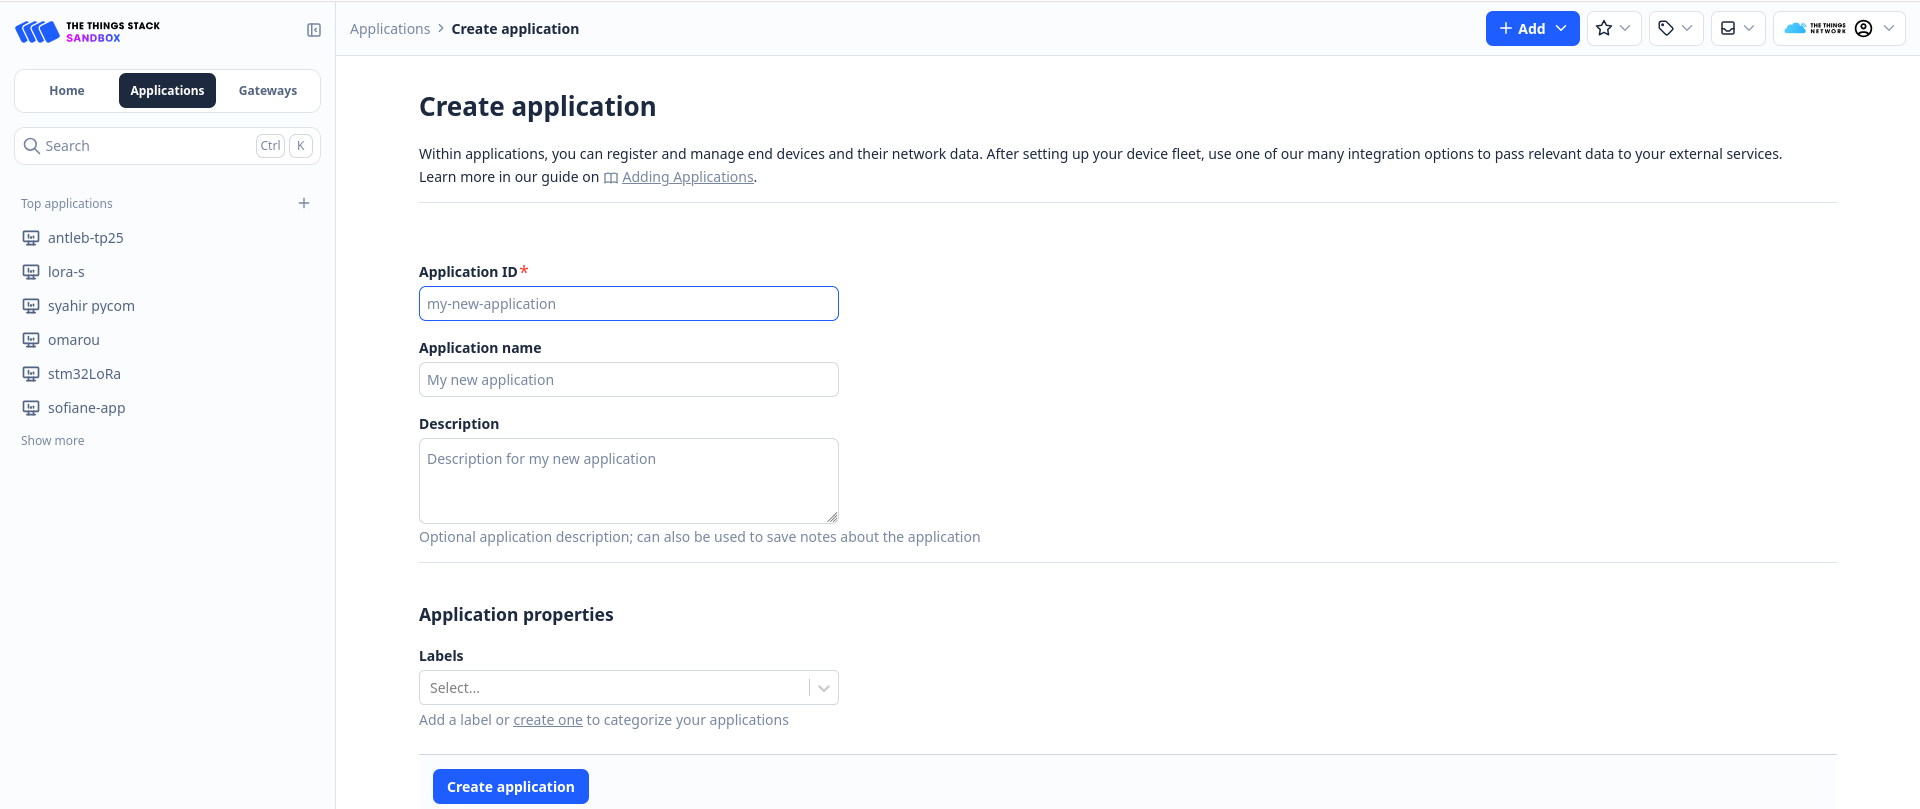 THE THINGS STACK
SANDBOX
Applications > Create application
+ Add
THE THINGS
NETWORK
Home
Applications
Gateways
Search
Ctrl
K
Top applications
antleb-tp25
lora-s
syahir pycom
omarou
stm32LoRa
sofiane-app
Show more
Create application
Within applications, you can register and manage end devices and their network data. After setting up your device fleet, use one of our many integration options to pass relevant data to your external services.
Learn more in our guide on Adding Applications.
Application ID*
my-new-application
Application name
My new application
Description
Description for my new application
Optional application description; can also be used to save notes about the application
Application properties
Labels
Select...
Add a label or create one to categorize your applications
Create application